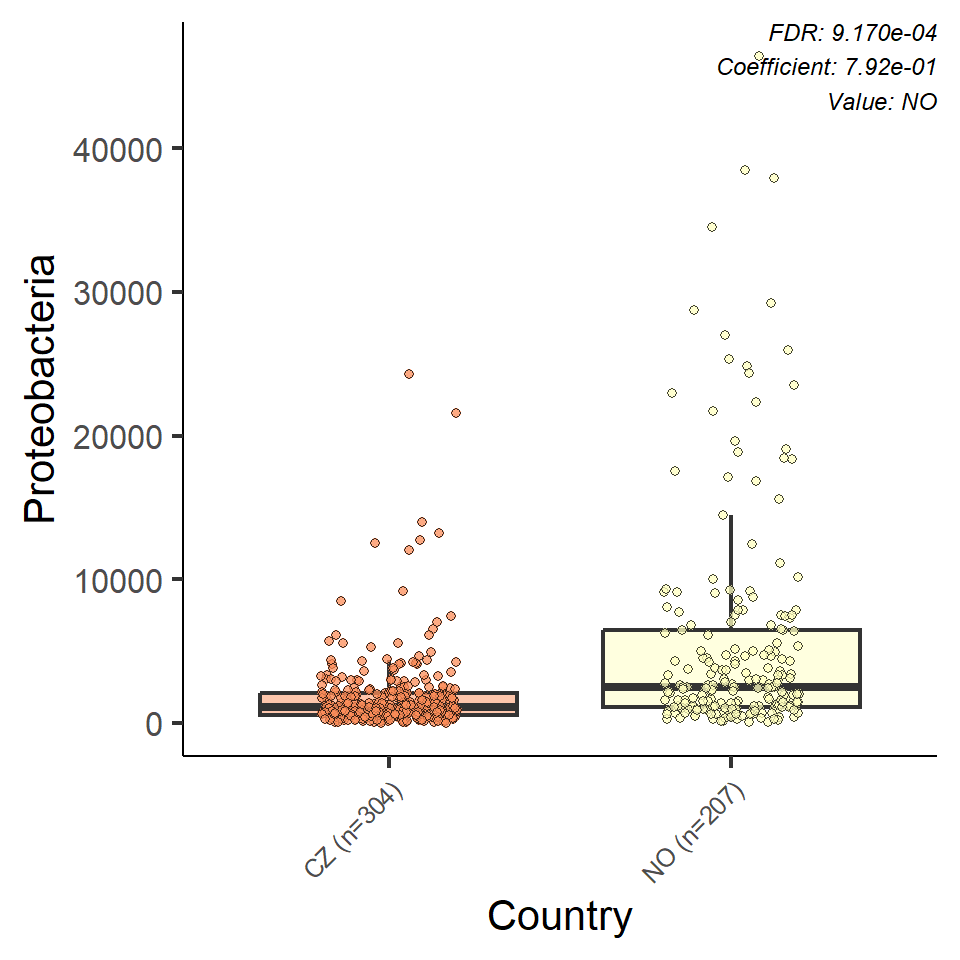 FDR: 9.170e-04
Coefficient: 7.92e-01
Value: NO
Proteobacteria
40000
30000
20000
10000
0
CZ (n=304)
NO (n=207)
Country